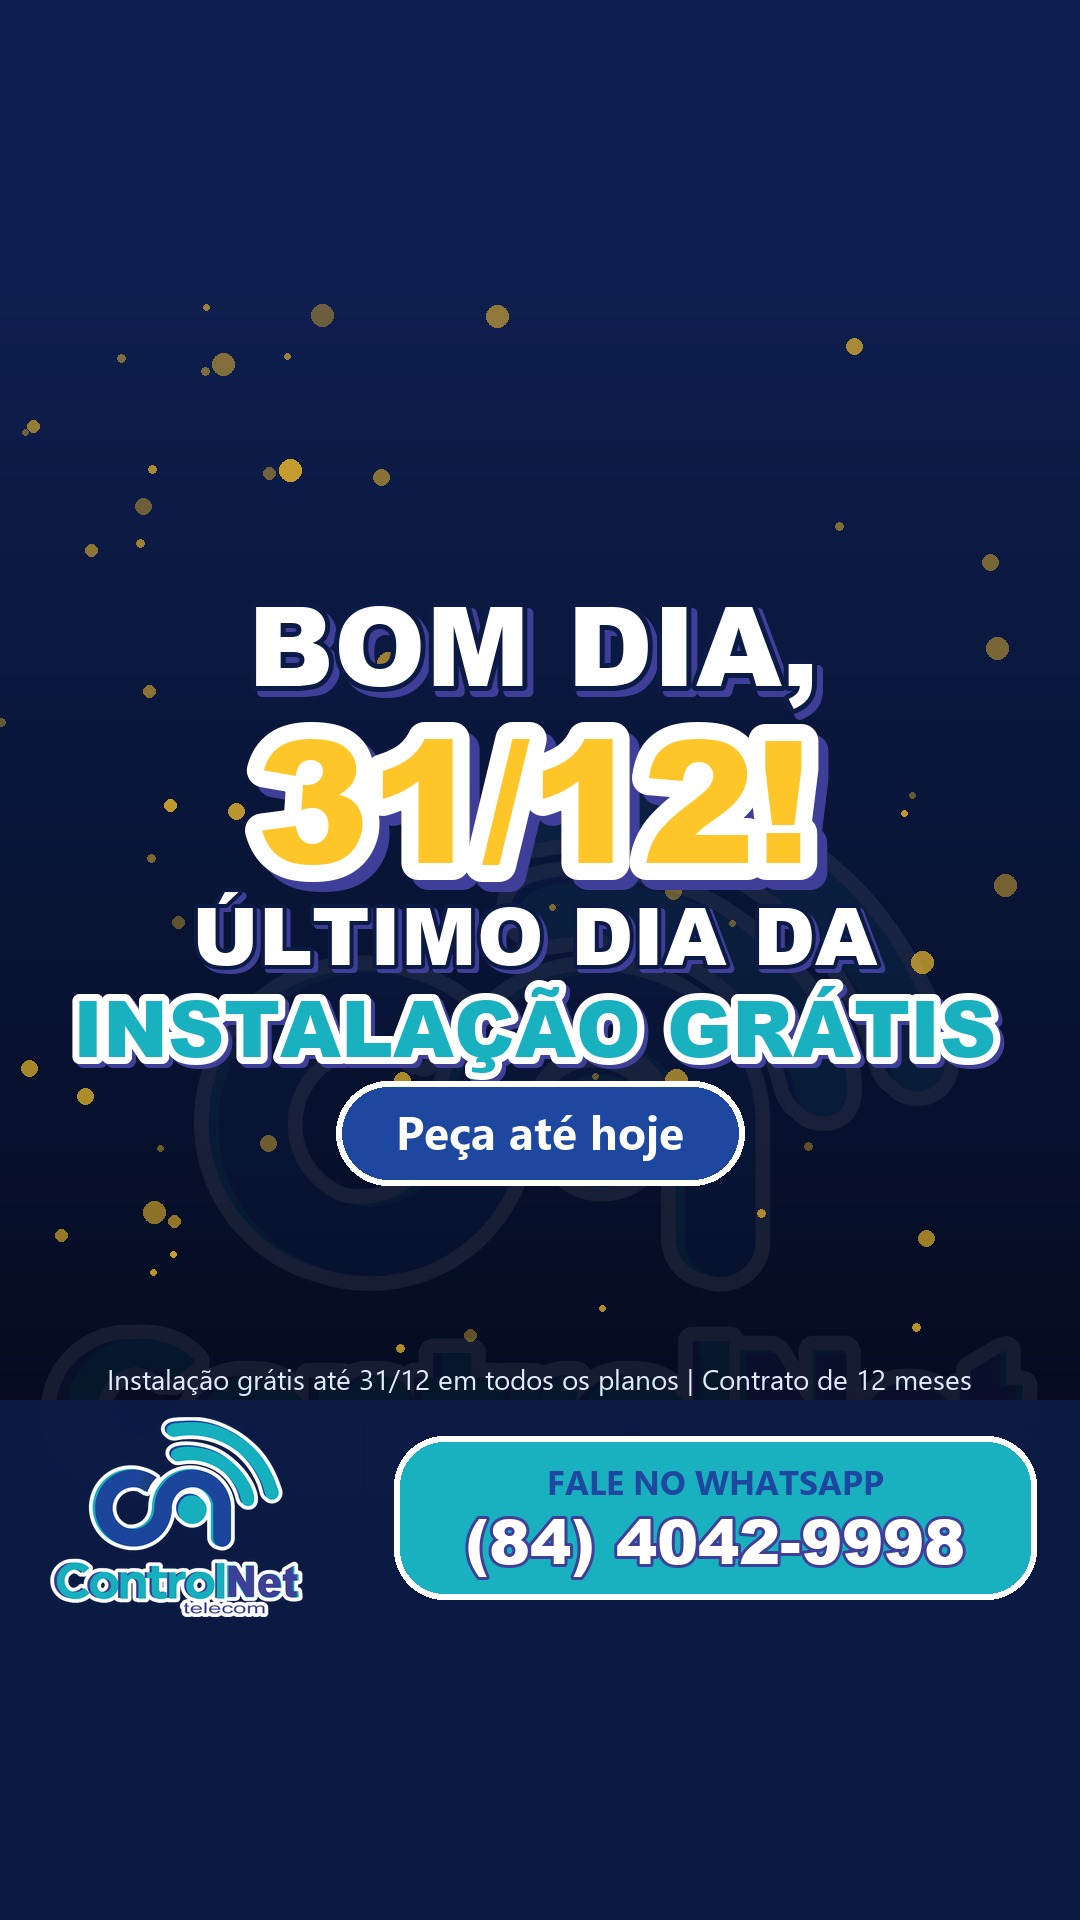 BOM DIA,
31/12!
ÚLTIMO DIA DA
INSTALAÇÃO GRÁTIS
Peça até hoje
Instalação grátis até 31/12 em todos os planos | Contrato de 12 meses
FALE NO WHATSAPP
(84) 4042-9998
ControlNet
telecom